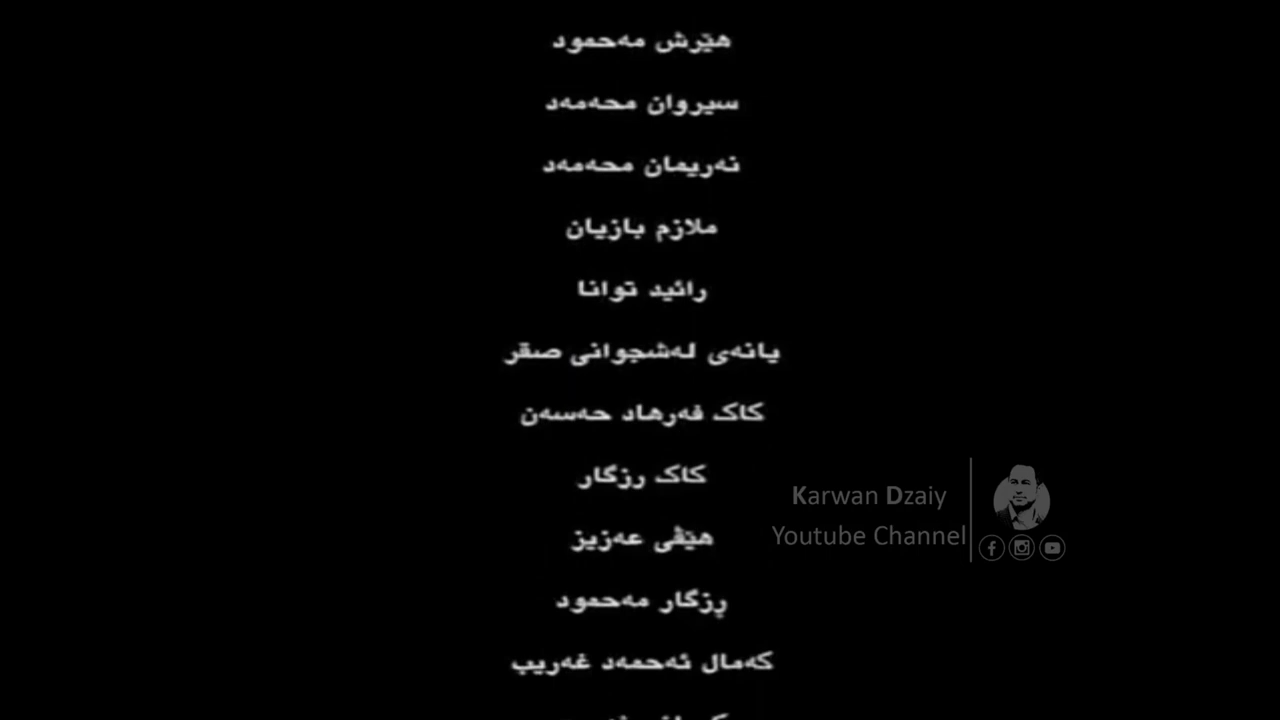 هێرش مەحمود
سیروان محەمەد
نەریمان محەمەد
ملازم بازیان
رائید توانا
یانەی لەشجوانی صقر
کاک فەرهاد حەسەن
کاک رزگار
هێڤی عەزیز
ڕزگار مەحمود
کەمال ئەحمەد غەریب
Karwan Dzaiy
Youtube Channel